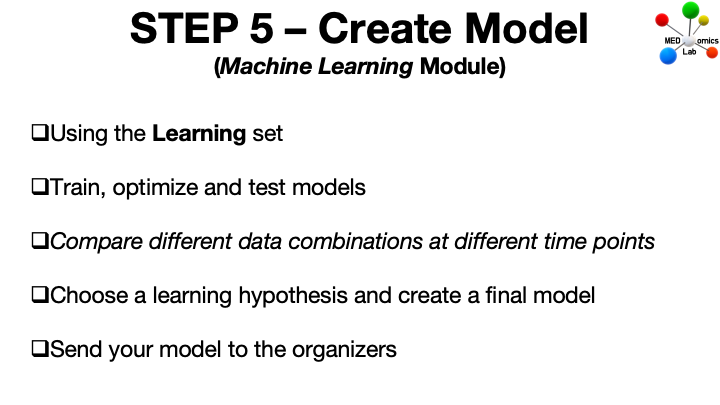 STEP 5 – Create Model
(Machine Learning Module)
MED omics
Lab
❑Using the Learning set
❑Train, optimize and test models
❑Compare different data combinations at different time points
❑Choose a learning hypothesis and create a final model
❑Send your model to the organizers